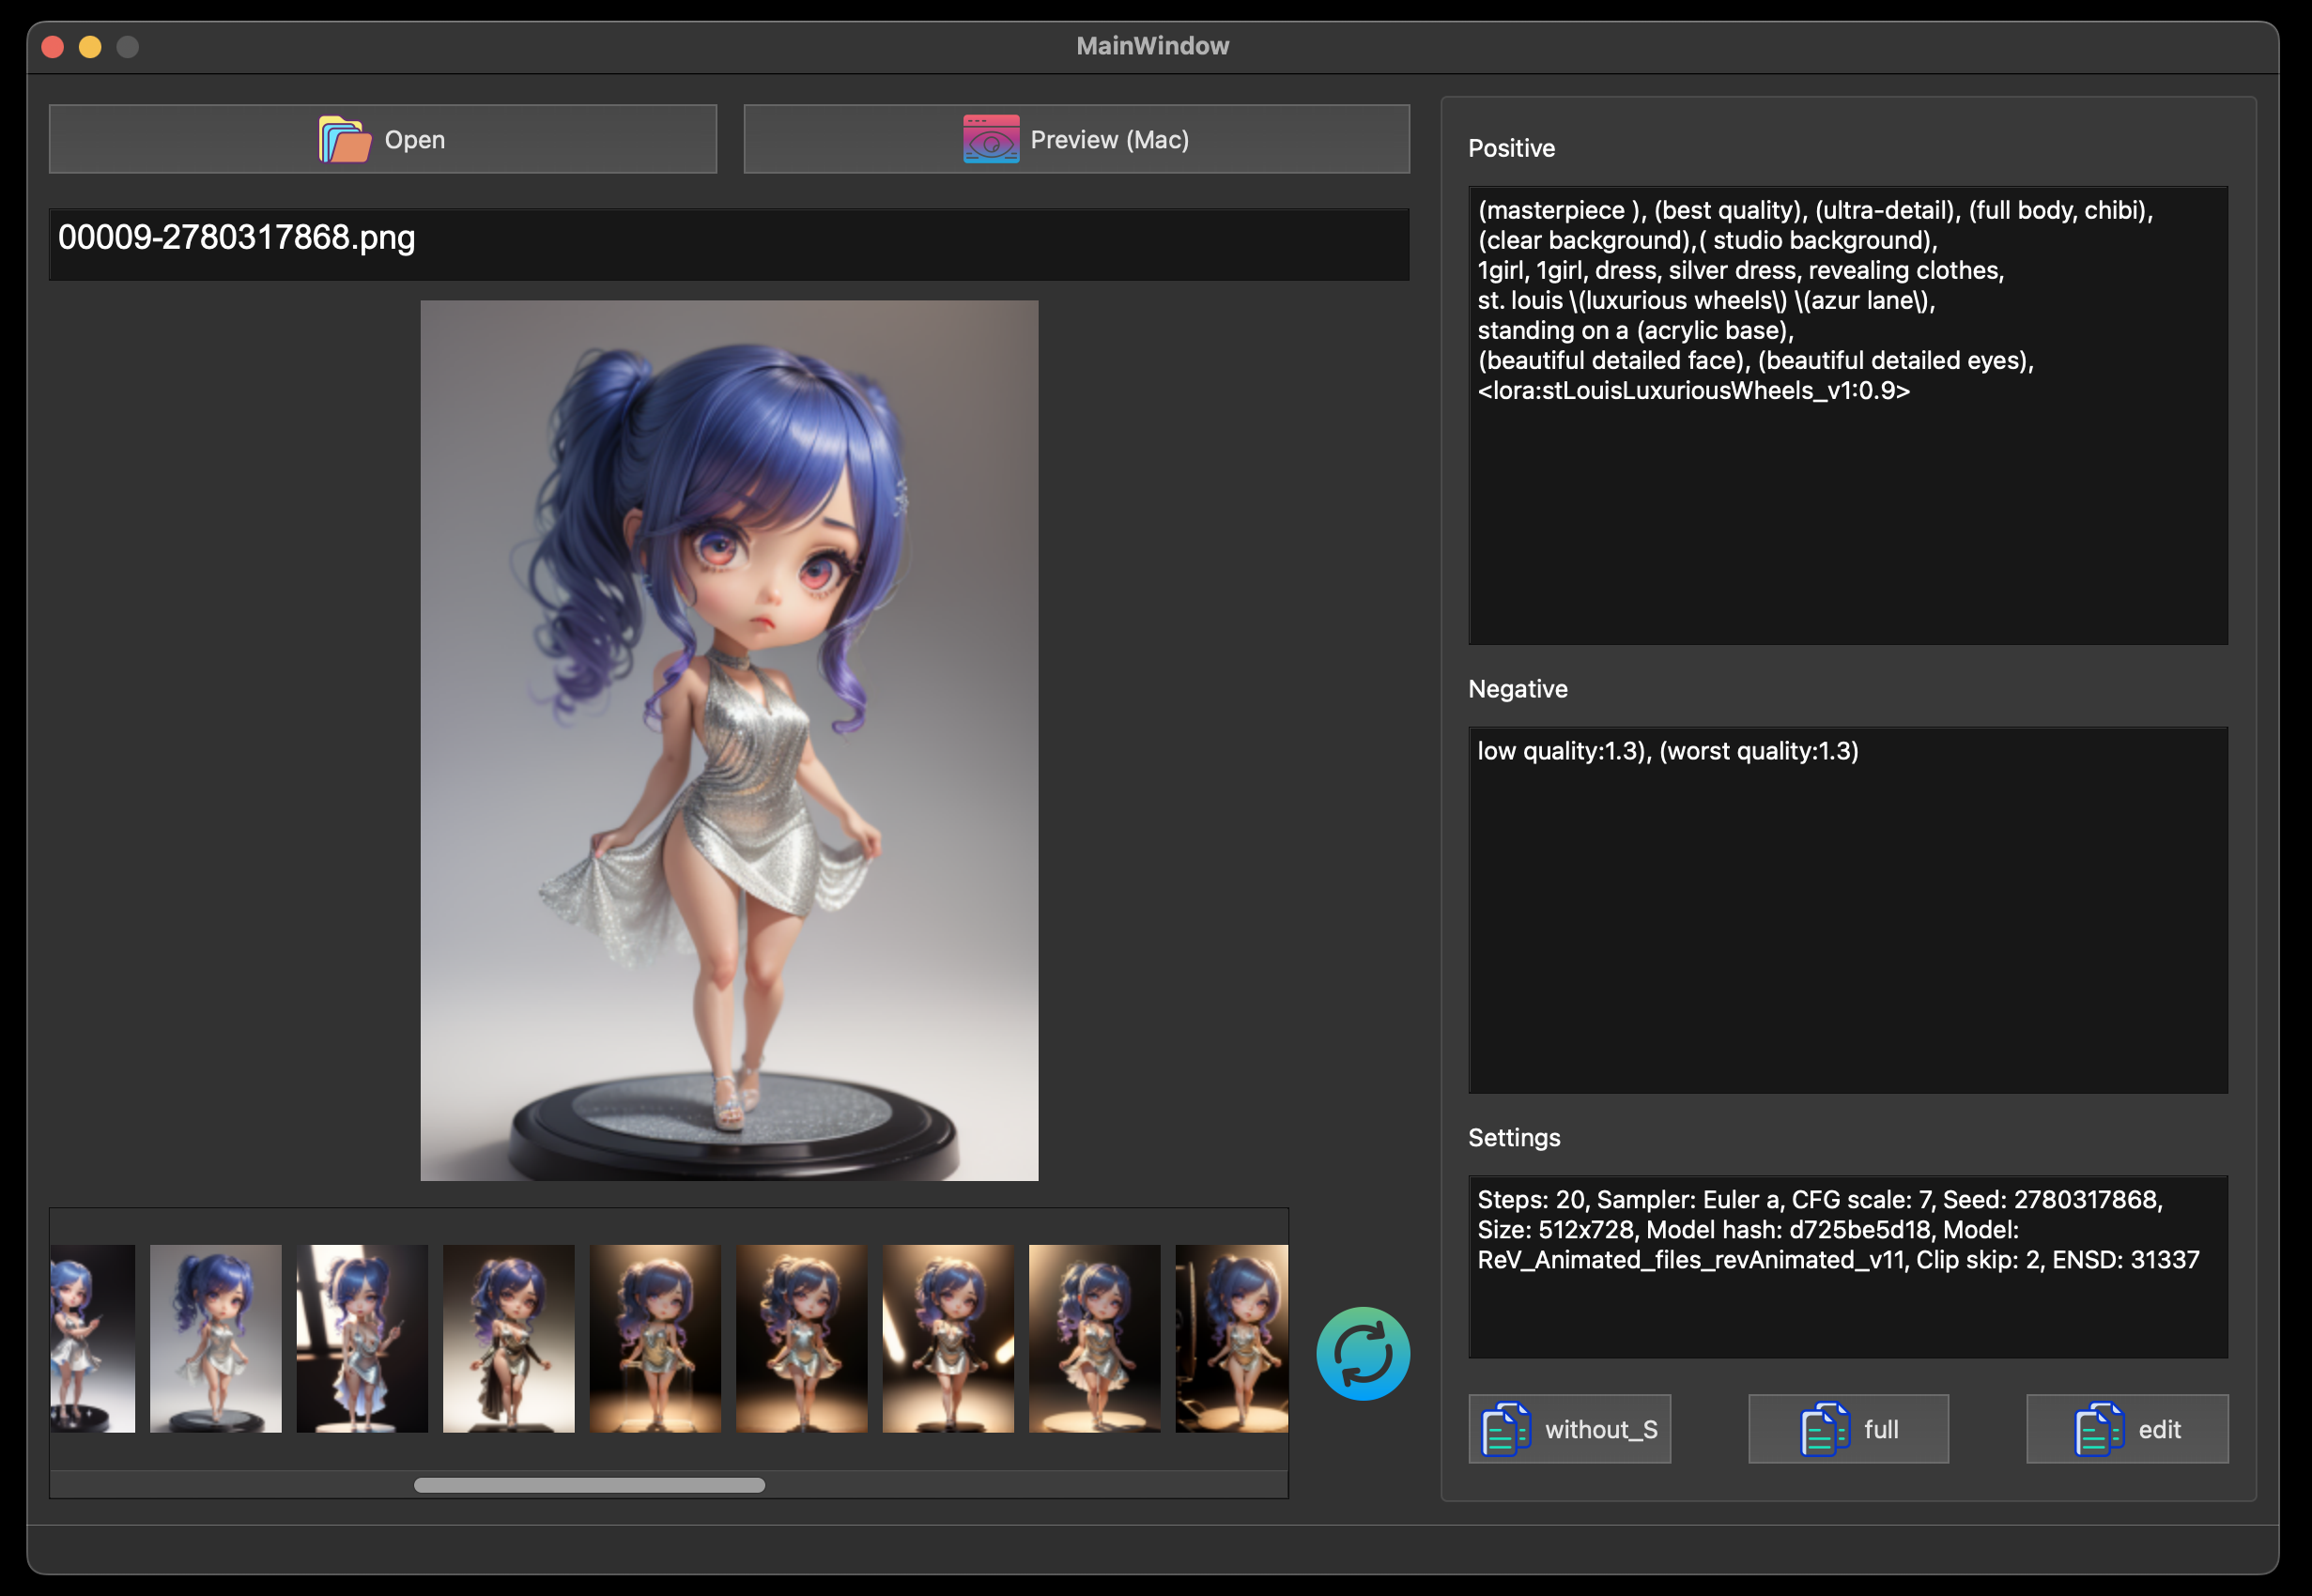 MainWindow
Open
Preview (Mac)
00009-2780317868.png
Positive
(masterpiece ), (best quality), (ultra-detail), (full body, chibi),
(clear background),( studio background),
1girl, 1girl, dress, silver dress, revealing clothes,
st. louis \(luxurious wheels\) \(azur lane\),
standing on a (acrylic base),
(beautiful detailed face), (beautiful detailed eyes),
<lora:stLouisLuxuriousWheels_v1:0.9>
Negative
low quality:1.3), (worst quality:1.3)
Settings
Steps: 20, Sampler: Euler a, CFG scale: 7, Seed: 2780317868,
Size: 512x728, Model hash: d725be5d18, Model:
ReV_Animated_files_revAnimated_v11, Clip skip: 2, ENSD: 31337
without_S
full
edit